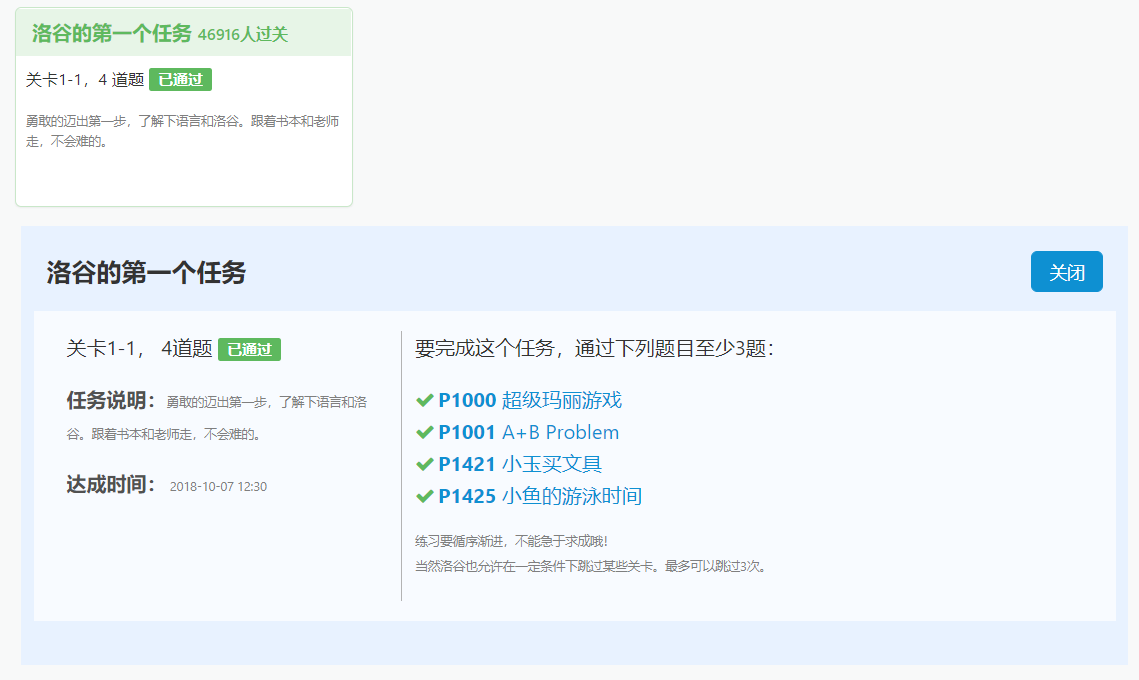 洛谷的第一个任务 46916人过关
关卡1-1，4 道题 已通过
勇敢的迈出第一步，了解下语言和洛谷。跟着书本和老师
走，不会难的。
洛谷的第一个任务
关闭
关卡1-1， 4道题 已通过
任务说明： 勇敢的迈出第一步，了解下语言和洛
谷。跟着书本和老师走，不会难的。
达成时间： 2018-10-07 12:30
要完成这个任务，通过下列题目至少3题：
P1000 超级玛丽游戏
P1001 A+B Problem
P1421 小玉买文具
P1425 小鱼的游泳时间
练习要循序渐进，不能急于求成哦!
当然洛谷也允许在一定条件下跳过某些关卡。最多可以跳过3次。